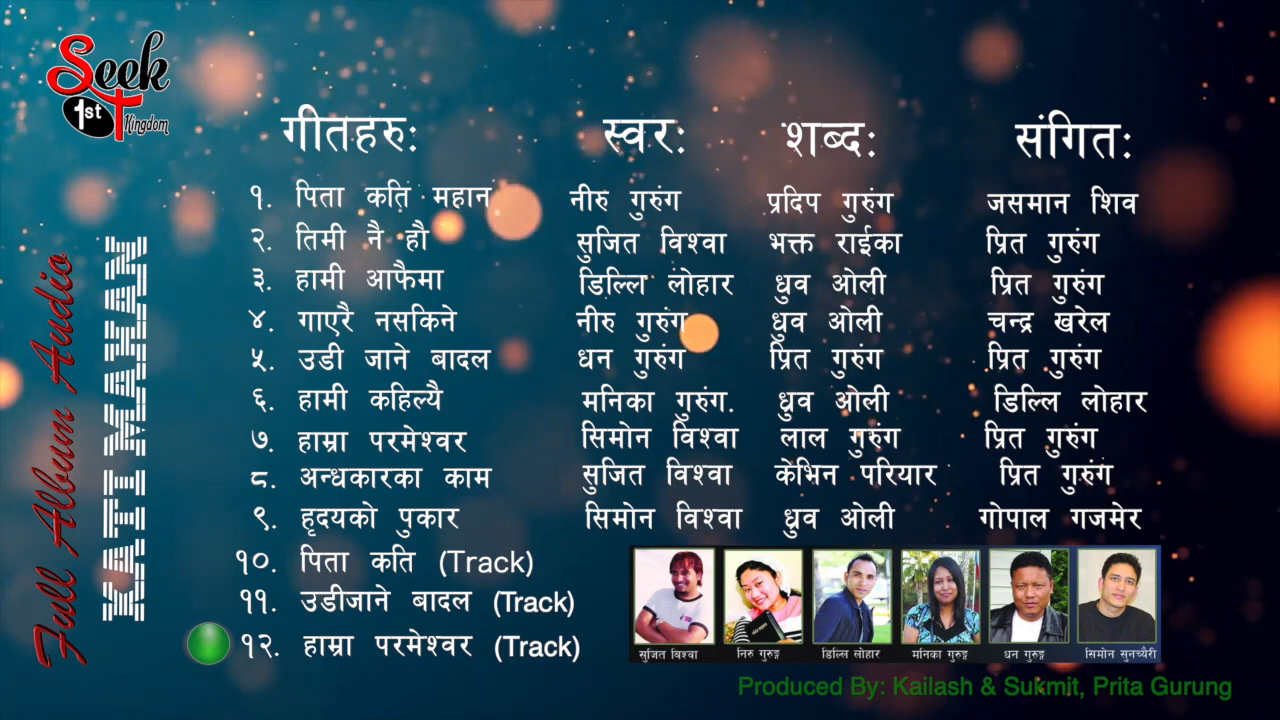 Seek
1st
Kingdom
Full Album Audio
KATI MAHAN
गीतहरुः स्वरः शब्दः संगितः
१. पिता कति महान नीरु गुरुंग प्रदिप गुरुंग जसमान शिव
२. तिमी नै हौ सुजित विश्वा भक्त राईका प्रित गुरुंग
३. हामी आफैमा डिल्लि लोहार ध्रुव ओली प्रित गुरुंग
४. गाएरै नसकिने नीरु गुरुंग ध्रुव ओली चन्द्र खरेल
५. उडी जाने बादल धन गुरुंग प्रित गुरुंग प्रित गुरुंग
६. हामी कहिल्यै मनिका गुरुंग. ध्रुव ओली डिल्लि लोहार
७. हाम्रा परमेश्वर सिमोन विश्वा लाल गुरुंग प्रित गुरुंग
८. अन्धकारका काम सुजित विश्वा केभिन परियार प्रित गुरुंग
९. हृदयको पुकार सिमोन विश्वा ध्रुव ओली गोपाल गजमेर
१०. पिता कति (Track)
११. उडीजाने बादल (Track)
१२. हाम्रा परमेश्वर (Track)
सुजित बिश्वा निरु गुरुङ्ग डिल्लि लोहार मनिका गुरुङ्ग धन गुरुङ्ग सिमोन सुनच्यैरी
Produced By: Kailash & Sukmit, Prita Gurung